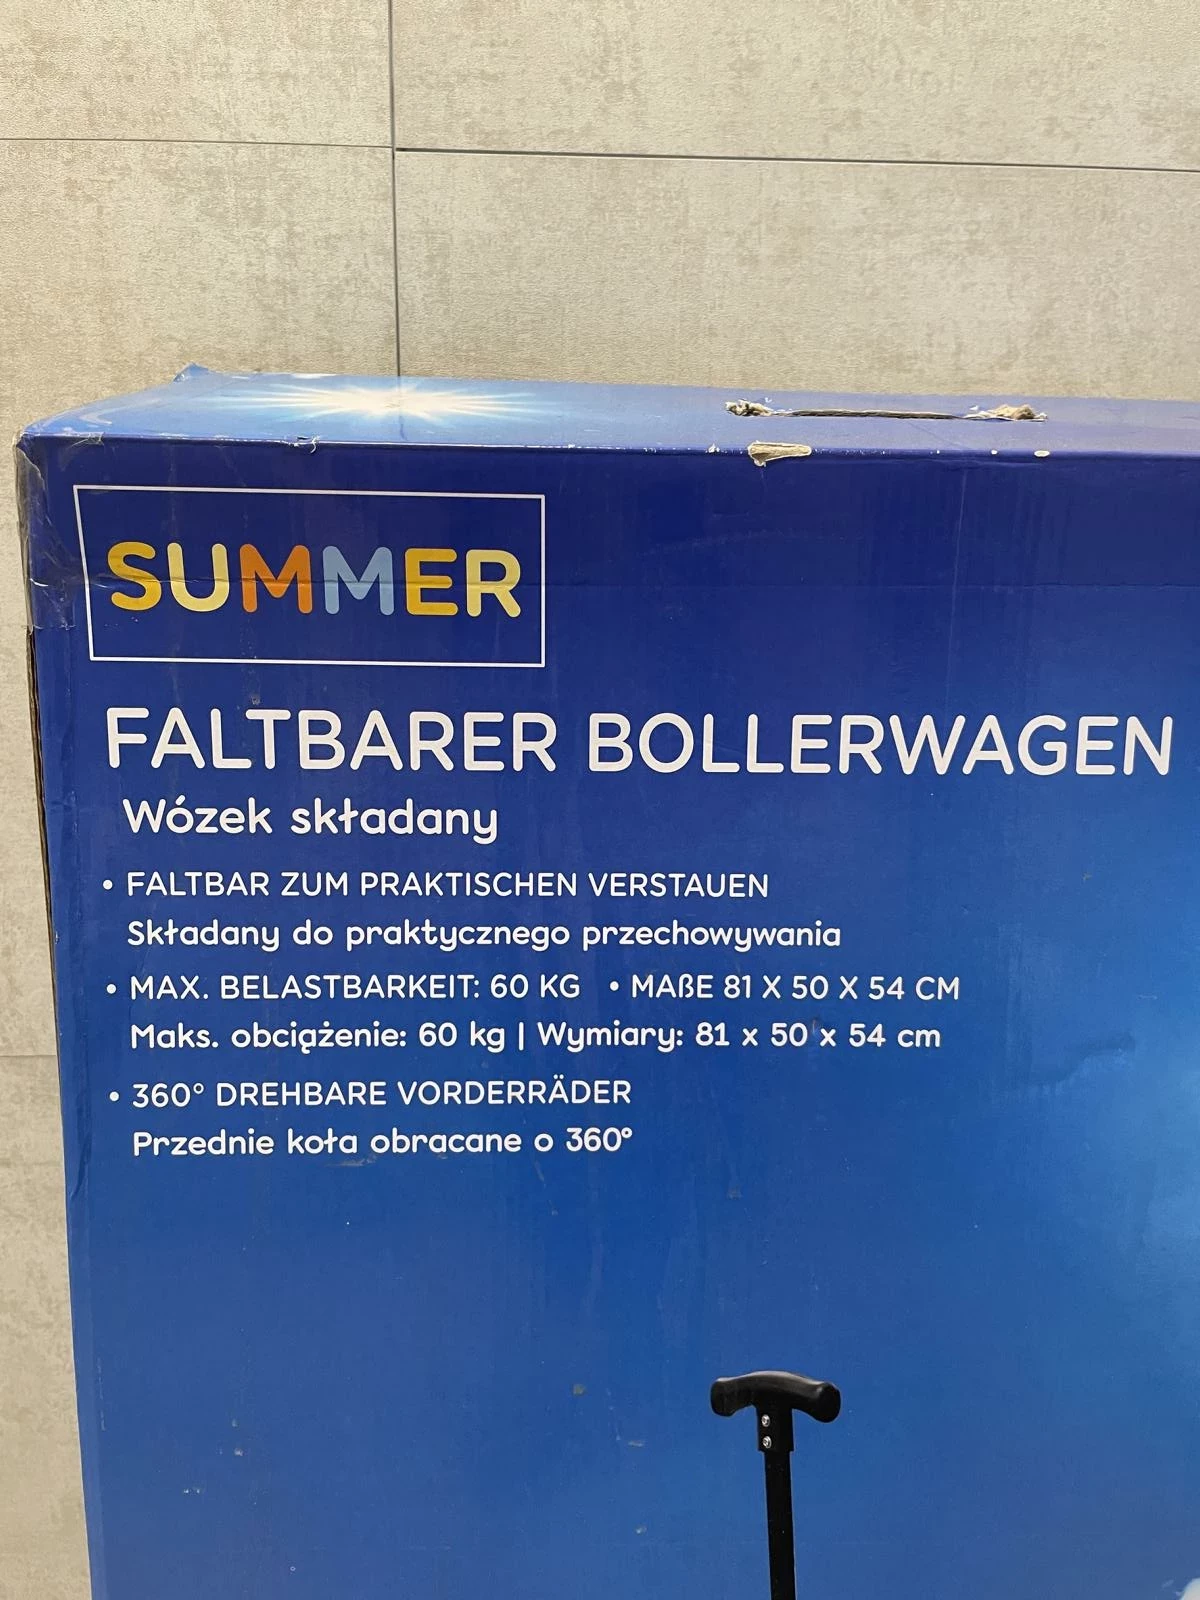 SUMMER
FALTBARER BOLLERWAGEN
Wózek składany
• FALTBAR ZUM PRAKTISCHEN VERSTAUEN
Składany do praktycznego przechowywania
• MAX. BELASTBARKEIT: 60 KG • MAßE 81 X 50 X 54 CM
Maks. obciążenie: 60 kg | Wymiary: 81 x 50 x 54 cm
• 360° DREHBARE VORDERRÄDER
Przednie koła obracane o 360°